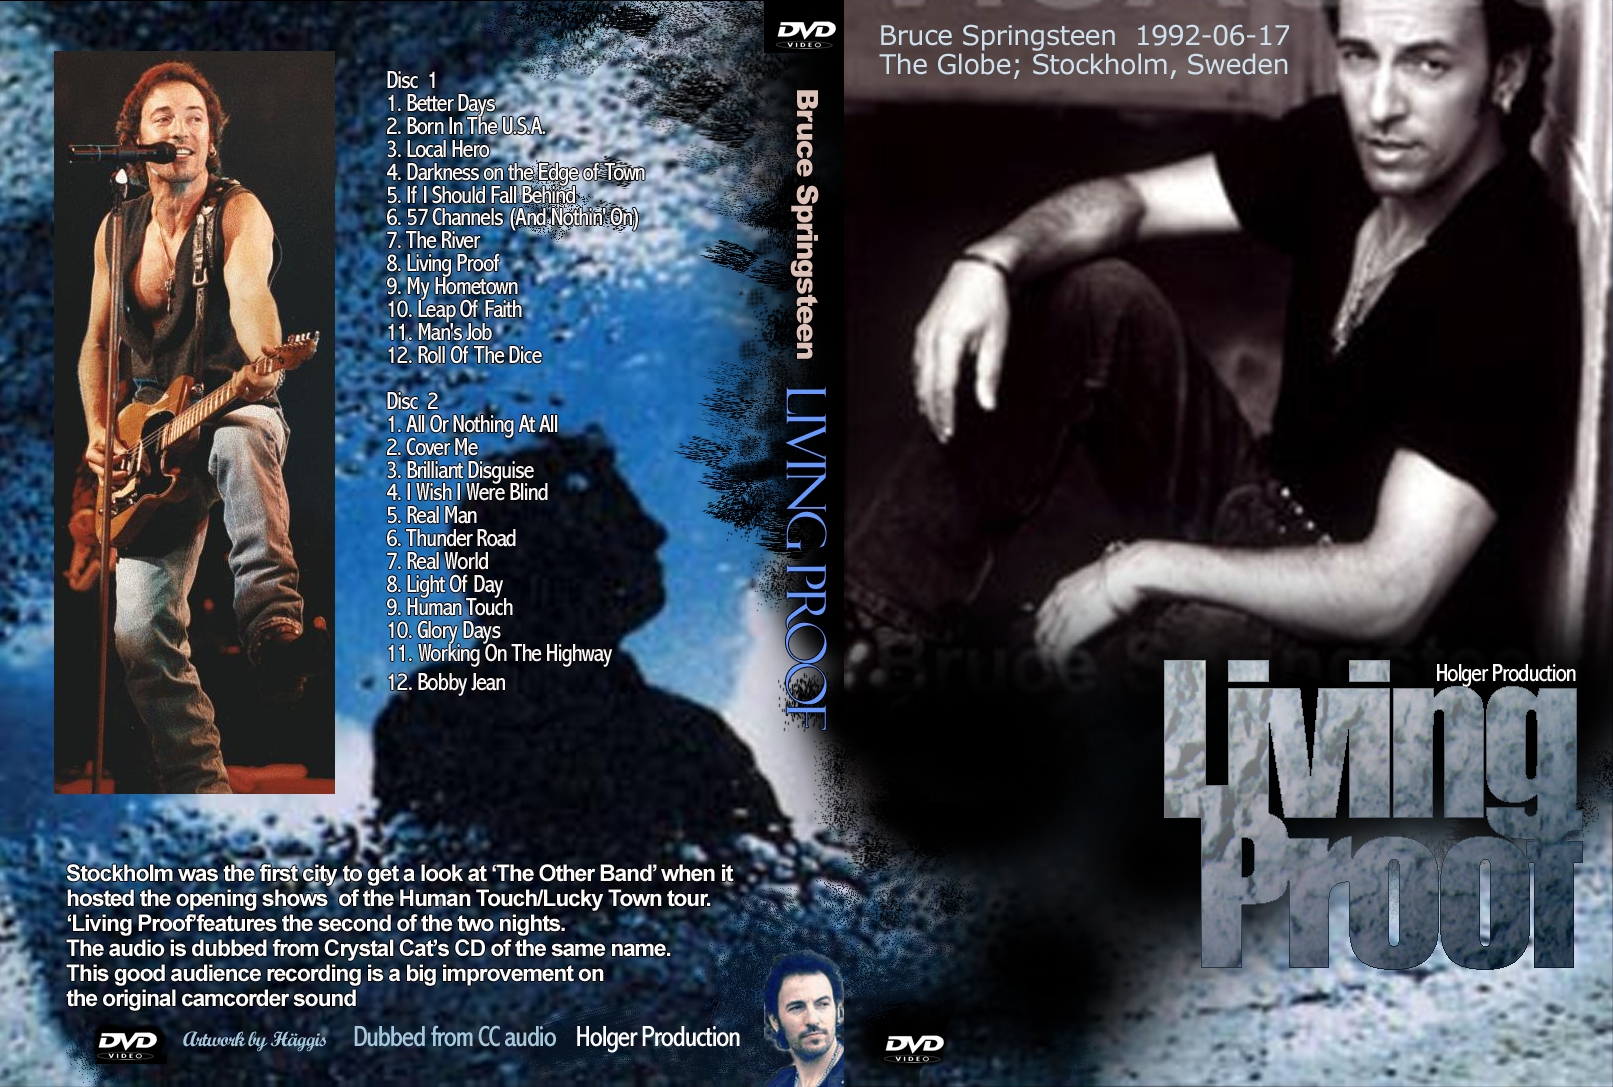 Disc 1
1. Better Days
2. Born In The U.S.A.
3. Local Hero
4. Darkness on the Edge of Town
5. If I Should Fall Behind
6. 57 Channels (And Nothin' On)
7. The River
8. Living Proof
9. My Hometown
10. Leap Of Faith
11. Man's Job
12. Roll Of The Dice
Disc 2
1. All Or Nothing At All
2. Cover Me
3. Brilliant Disguise
4. I Wish I Were Blind
5. Real Man
6. Thunder Road
7. Real World
8. Light Of Day
9. Human Touch
10. Glory Days
11. Working On The Highway
12. Bobby Jean
Stockholm was the first city to get a look at ‘The Other Band’ when it
hosted the opening shows of the Human Touch/Lucky Town tour.
‘Living Proof’features the second of the two nights.
The audio is dubbed from Crystal Cat’s CD of the same name.
This good audience recording is a big improvement on
the original camcorder sound
DVD
VIDEO
Artwork by Häggis
Dubbed from CC audio
Holger Production
DVD
VIDEO
Bruce Springsteen
LIVING PROOF
Bruce Springsteen 1992-06-17
The Globe; Stockholm, Sweden
Bruce Springsteen
Holger Production
Living
Proof
DVD
VIDEO